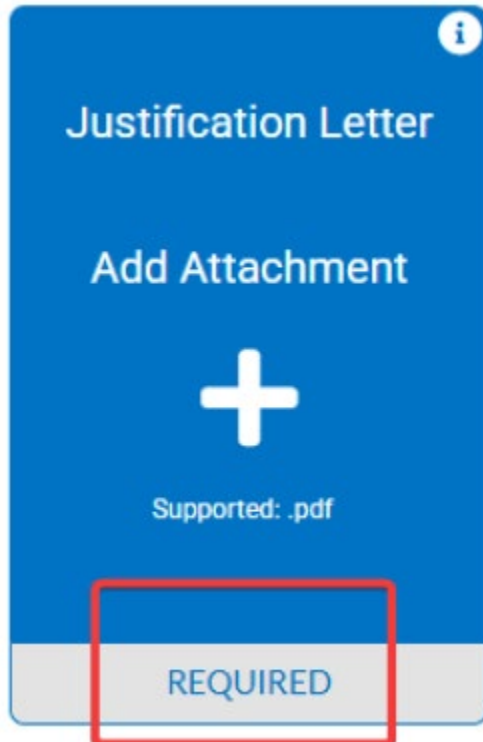 i
Justification Letter
Add Attachment
Supported: .pdf
REQUIRED